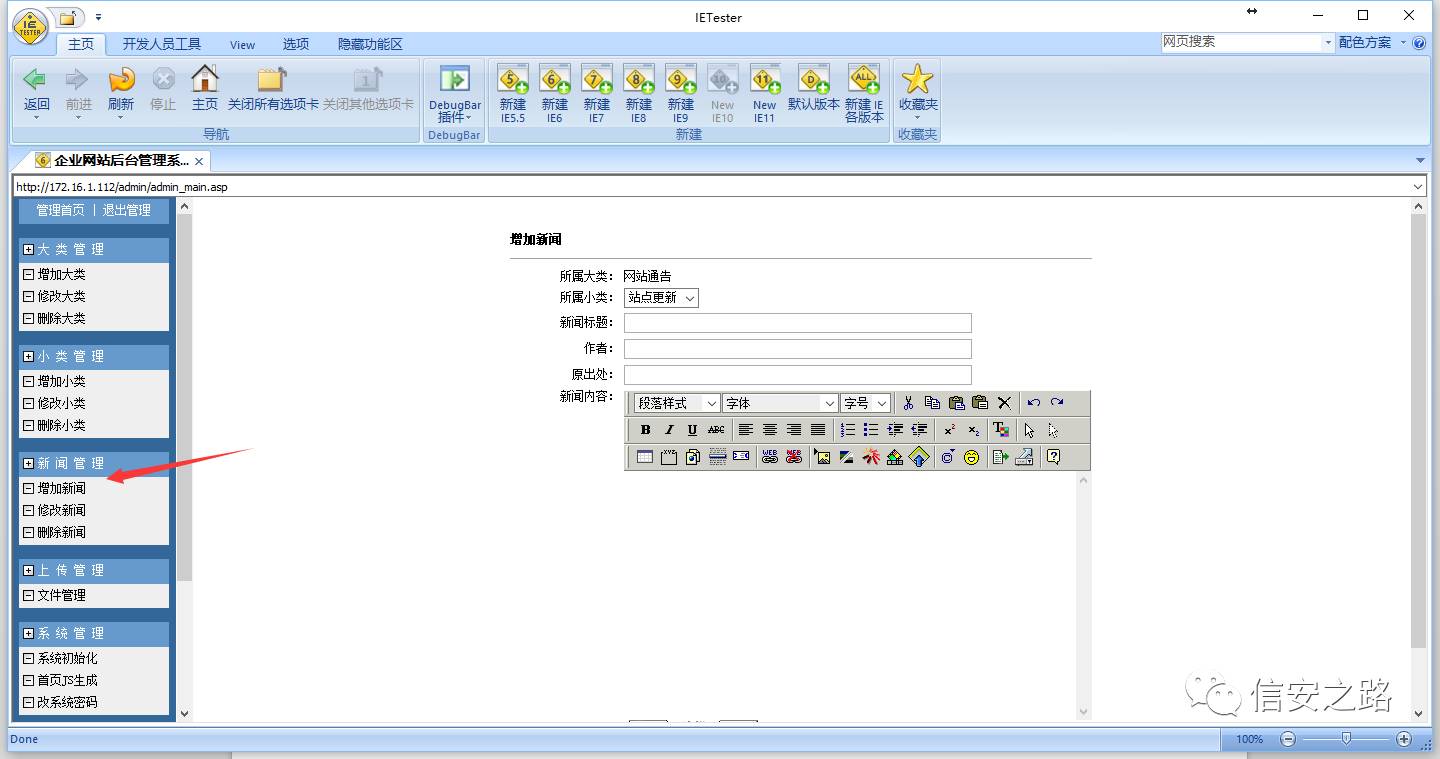 IETester
主页 开发人员工具 View 选项 隐藏功能区 网页搜索 配色方案
返回 前进 刷新 停止 主页 关闭所有选项卡 关闭其他选项卡
导航
DebugBar
插件
DebugBar
新建 IE5.5
新建 IE6
新建 IE7
新建 IE8
新建 IE9
New IE10
New IE11
默认版本
新建 IE
各版本
新建
收藏夹
收藏夹
企业网站后台管理系...
http://172.16.1.112/admin/admin_main.asp
管理首页 | 退出管理
大类管理
增加大类
修改大类
删除大类
小类管理
增加小类
修改小类
删除小类
新闻管理
增加新闻
修改新闻
删除新闻
上传管理
文件管理
系统管理
系统初始化
首页JS生成
改系统密码
增加新闻
所属大类： 网站通告
所属小类： 站点更新
新闻标题：
作者：
原出处：
新闻内容：
段落样式 字体 字号
B I U ABC
信安之路
Done 100%